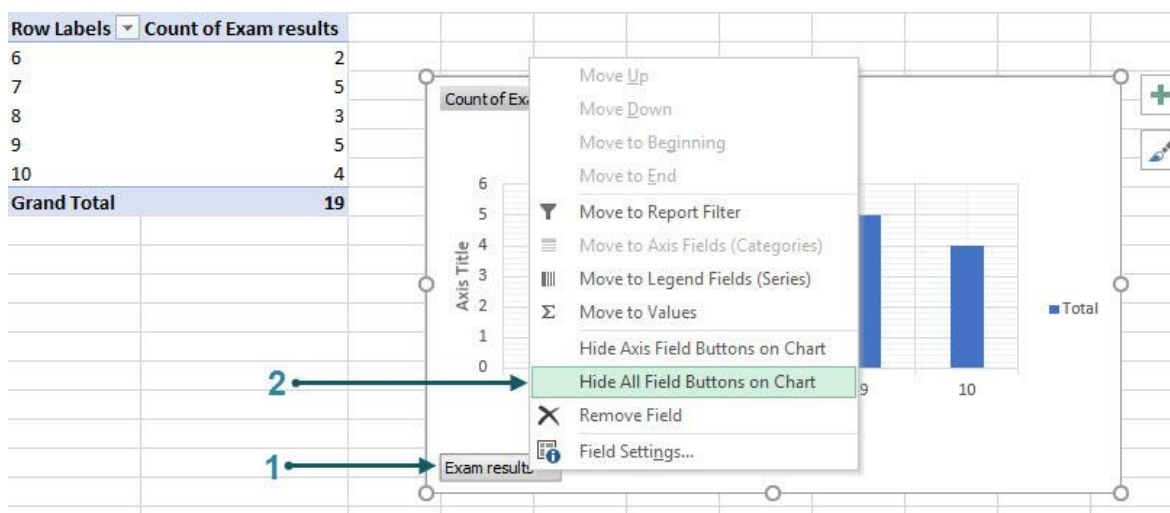 Row Labels Count of Exam results
6 2
7 5
8 3
9 5
10 4
Grand Total 19
Count of Ex
Move Up
Move Down
Move to Beginning
Move to End
Move to Report Filter
Move to Axis Fields (Categories)
Move to Legend Fields (Series)
Move to Values
Hide Axis Field Buttons on Chart
Hide All Field Buttons on Chart
Remove Field
Field Settings...
6
5
4
3
2
1
0
Axis Title
9 10
Total
2
1
Exam results